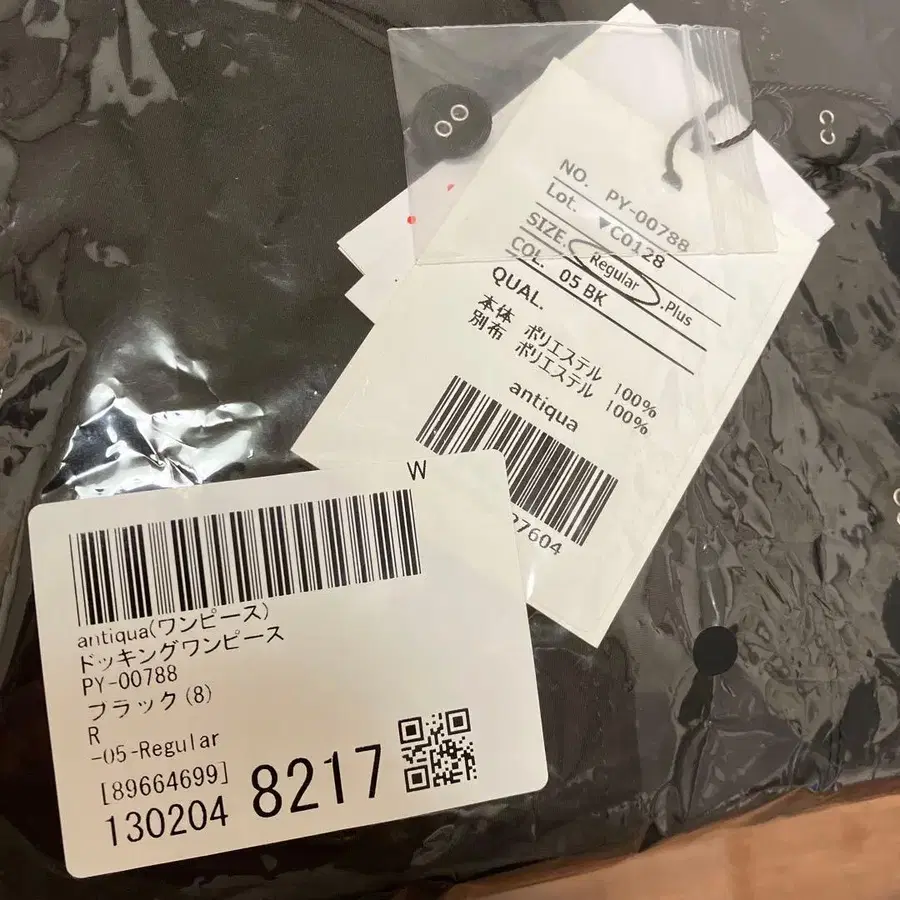 NO. PY-00788
Lot. ▼C0128
SIZE. Regular .Plus
COL. 05 BK
QUAL.
本体 ポリエステル 100%
別布 ポリエステル 100%
antiqua
27604
W
antiqua(ワンピース)
ドッキングワンピース
PY-00788
ブラック(8)
R
-05-Regular
[89664699]
130204 8217